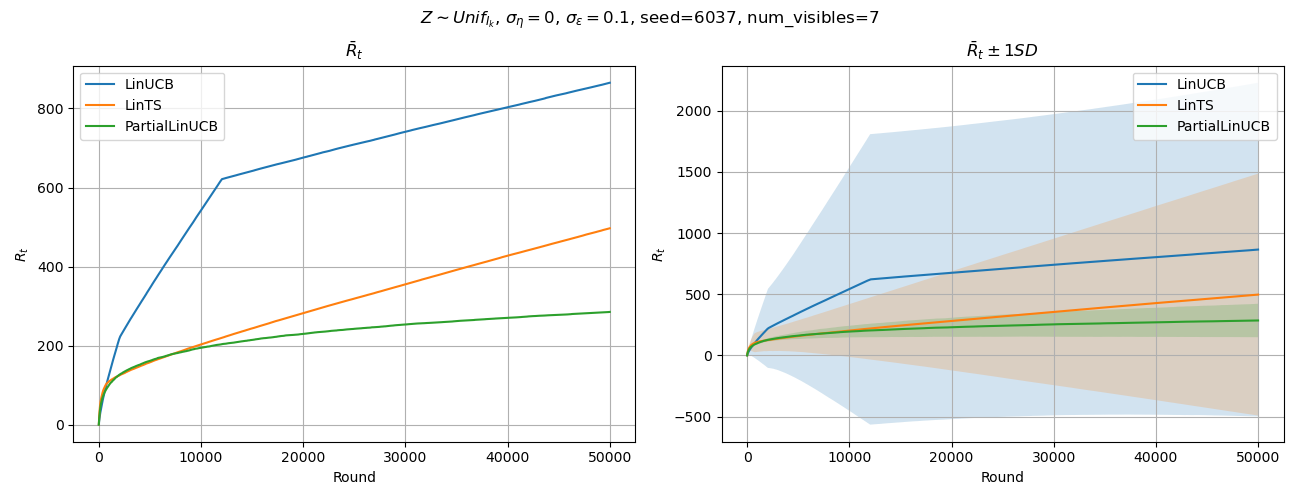 Z ∼ Unif_{I_k}, σ_η = 0, σ_ε = 0.1, seed=6037, num_visibles=7
R̄_t
LinUCB
LinTS
PartialLinUCB
R_t
800
600
400
200
0
0 10000 20000 30000 40000 50000
Round
R̄_t ± 1SD
LinUCB
LinTS
PartialLinUCB
R_t
2000
1500
1000
500
0
−500
0 10000 20000 30000 40000 50000
Round